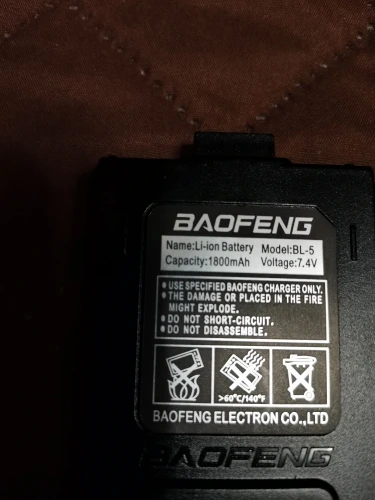 BAOFENG
Name:Li-ion Battery Model:BL-5
Capacity:1800mAh Voltage:7.4V
• USE SPECIFIED BAOFENG CHARGER ONLY.
• THE DAMAGE OR PLACED IN THE FIRE
MIGHT EXPLODE.
• DO NOT SHORT-CIRCUIT.
• DO NOT DISASSEMBLE.
>60°C/140°F
BAOFENG ELECTRON CO.,LTD
BAOFENG